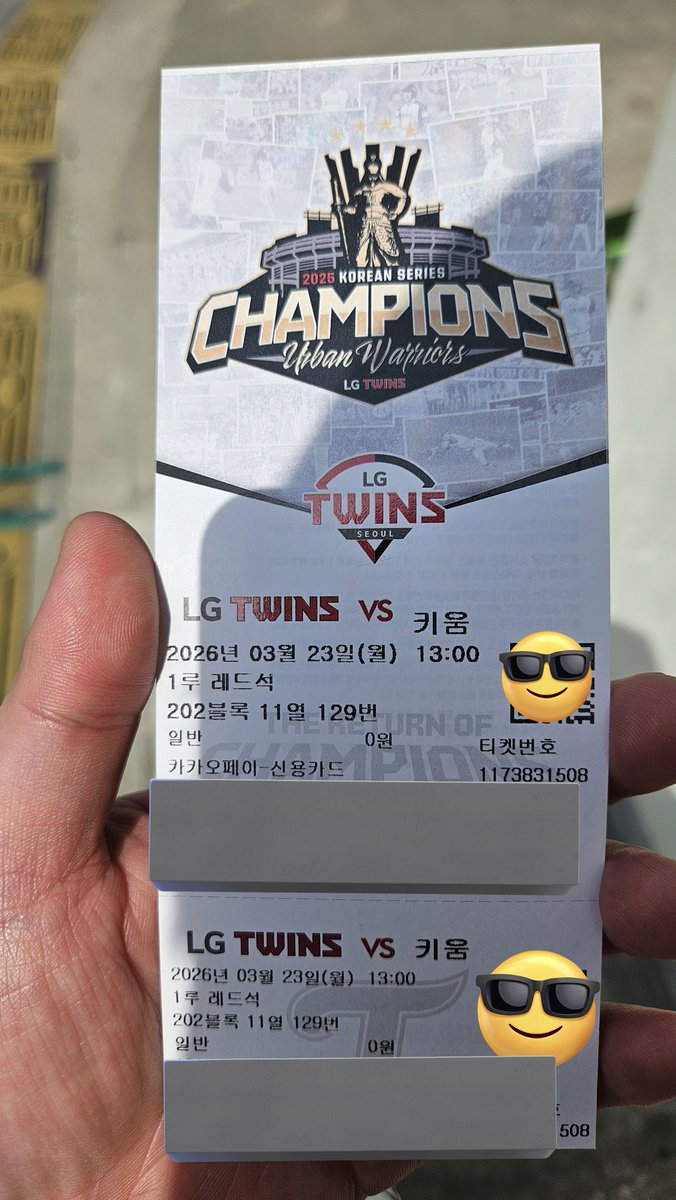 2025 KOREAN SERIES
CHAMPIONS
Urban Warriors
LG TWINS
LG
TWINS
SEOUL
LG TWINS VS 키움
2026년 03월 23일(월) 13:00
1루 레드석
202블록 11열 129번
THE RETURN OF
일반 0원
티켓번호
CHAMPIONS
카카오페이-신용카드
1173831508
LG TWINS VS 키움
2026년 03월 23일(월) 13:00
1루 레드석
202블록 11열 129번
일반 0원
508